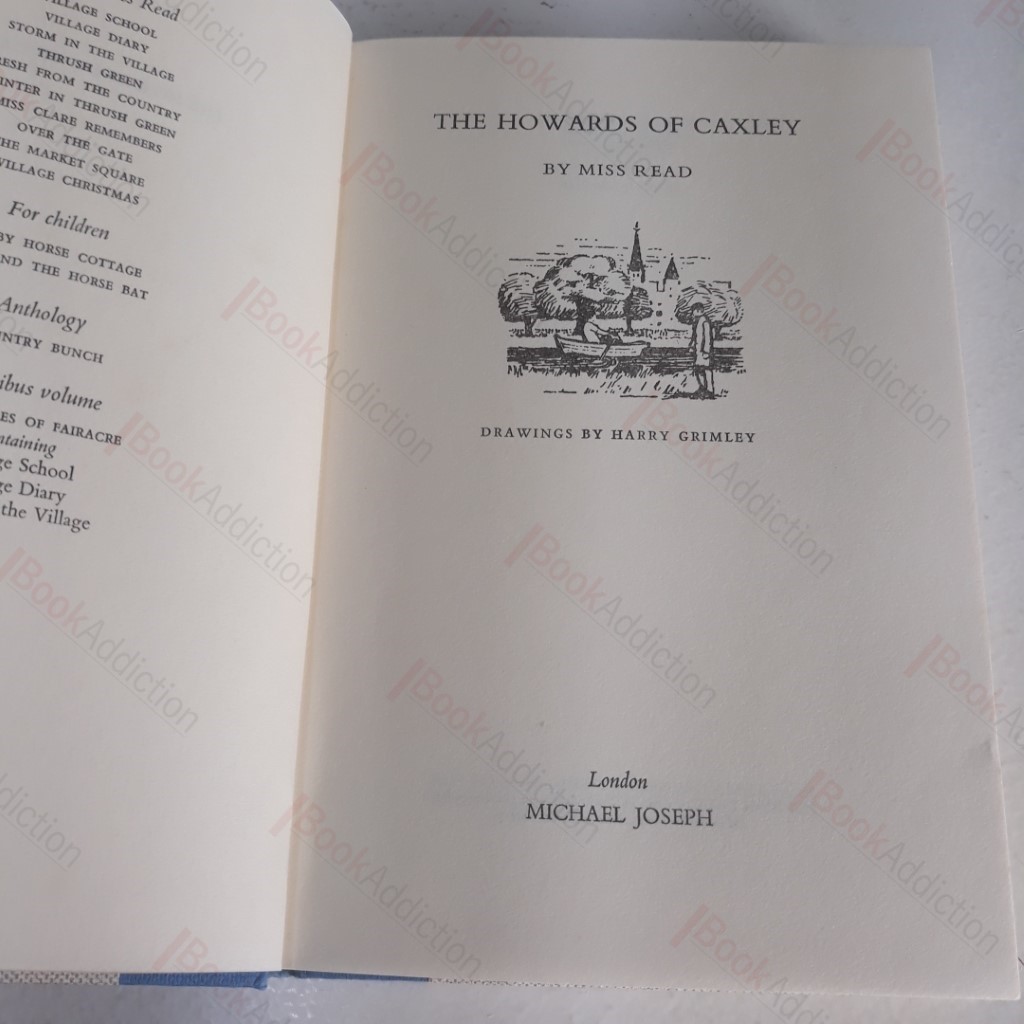 Read
VILLAGE SCHOOL
VILLAGE DIARY
STORM IN THE VILLAGE
THRUSH GREEN
FROM THE COUNTRY
IN THRUSH GREEN
MISS CLARE REMEMBERS
OVER THE GATE
THE MARKET SQUARE
VILLAGE CHRISTMAS
For children
HORSE COTTAGE
AND THE HORSE BAT
Anthology
BUNCH
volume
OF FAIRACRE
School
Diary
the Village
THE HOWARDS OF CAXLEY
BY MISS READ
DRAWINGS BY HARRY GRIMLEY
London
MICHAEL JOSEPH
BookAddiction